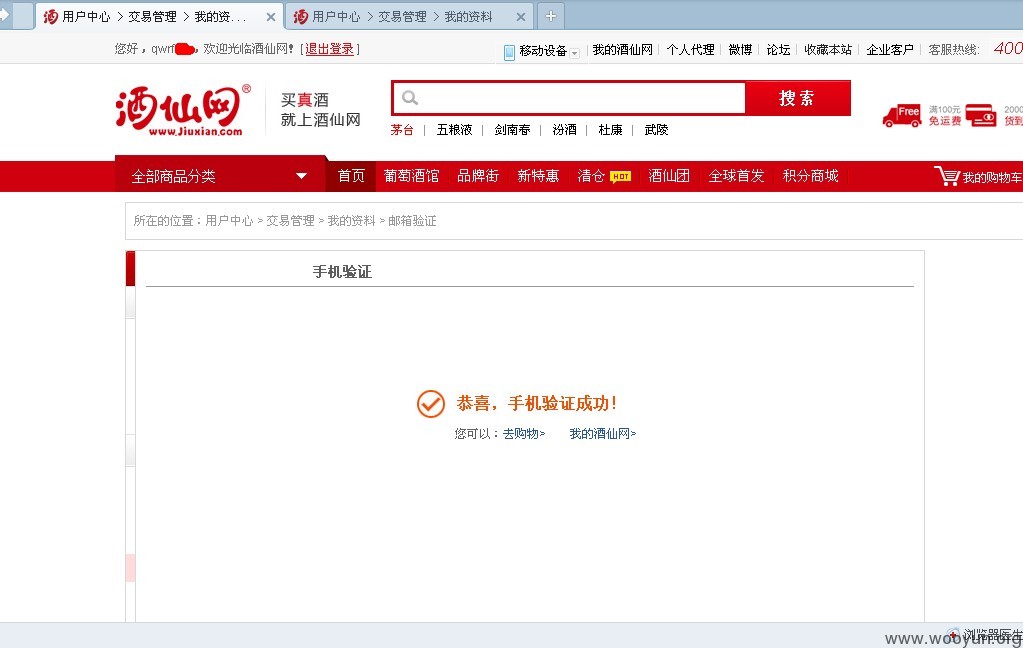 用户中心 > 交易管理 > 我的资... 用户中心 > 交易管理 > 我的资料
您好，qwrf，欢迎光临酒仙网！[退出登录] 移动设备 我的酒仙网 个人代理 微博 论坛 收藏本站 企业客户 客服热线: 400
酒仙网®
www.Jiuxian.com
买真酒
就上酒仙网
搜索
茅台 | 五粮液 | 剑南春 | 汾酒 | 杜康 | 武陵
Free 满100元 200
免运费 货到
全部商品分类 首页 葡萄酒馆 品牌街 新特惠 清仓 HOT 酒仙团 全球首发 积分商城 我的购物车
所在的位置：用户中心 > 交易管理 > 我的资料 > 邮箱验证
手机验证
恭喜，手机验证成功！
您可以：去购物> 我的酒仙网>
浏览器医生
www.wooyun.org